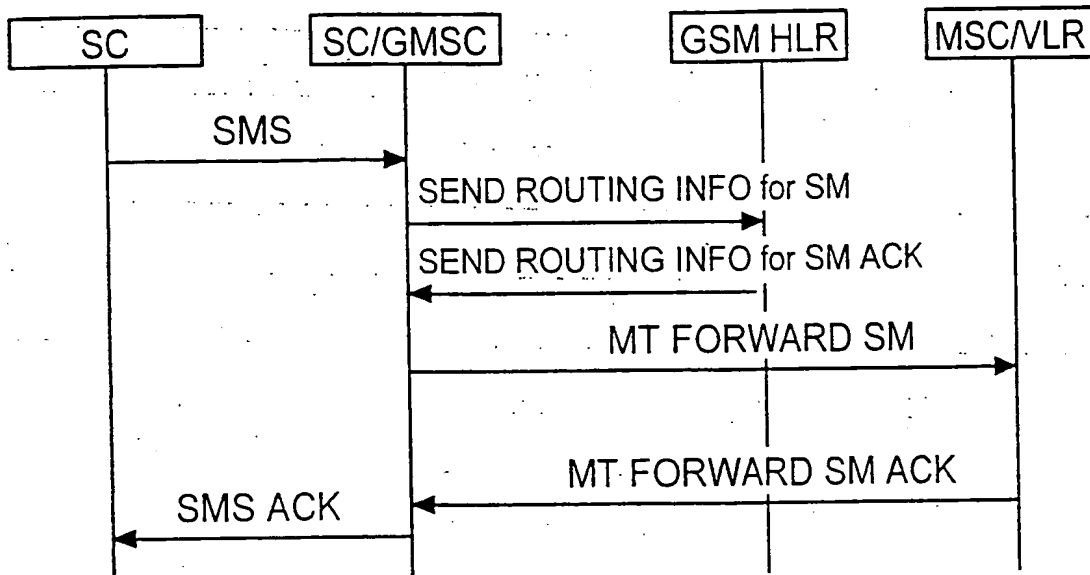 SC
SC/GMSC
GSM HLR
MSC/VLR
SMS
SEND ROUTING INFO for SM
SEND ROUTING INFO for SM ACK
MT FORWARD SM
MT FORWARD SM ACK
SMS ACK